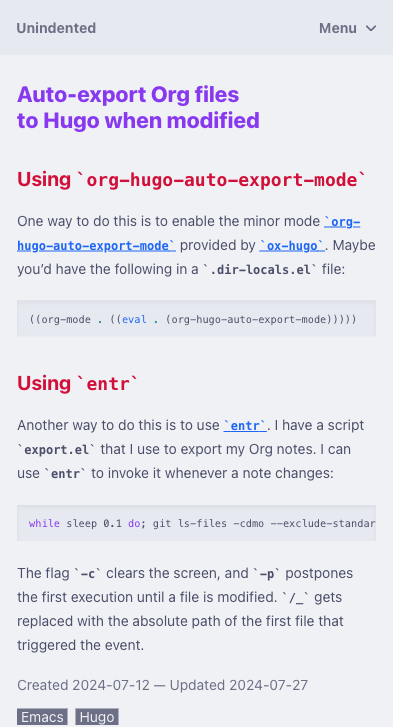 Unindented
Menu
Auto-export Org files
to Hugo when modified
Using `org-hugo-auto-export-mode`
One way to do this is to enable the minor mode `org-
hugo-auto-export-mode` provided by `ox-hugo`. Maybe
you’d have the following in a `.dir-locals.el` file:
((org-mode . ((eval . (org-hugo-auto-export-mode)))))
Using `entr`
Another way to do this is to use `entr`. I have a script
`export.el` that I use to export my Org notes. I can
use `entr` to invoke it whenever a note changes:
while sleep 0.1 do; git ls-files -cdmo --exclude-standar
The flag `-c` clears the screen, and `-p` postpones
the first execution until a file is modified. `/_` gets
replaced with the absolute path of the first file that
triggered the event.
Created 2024-07-12 — Updated 2024-07-27
Emacs Hugo